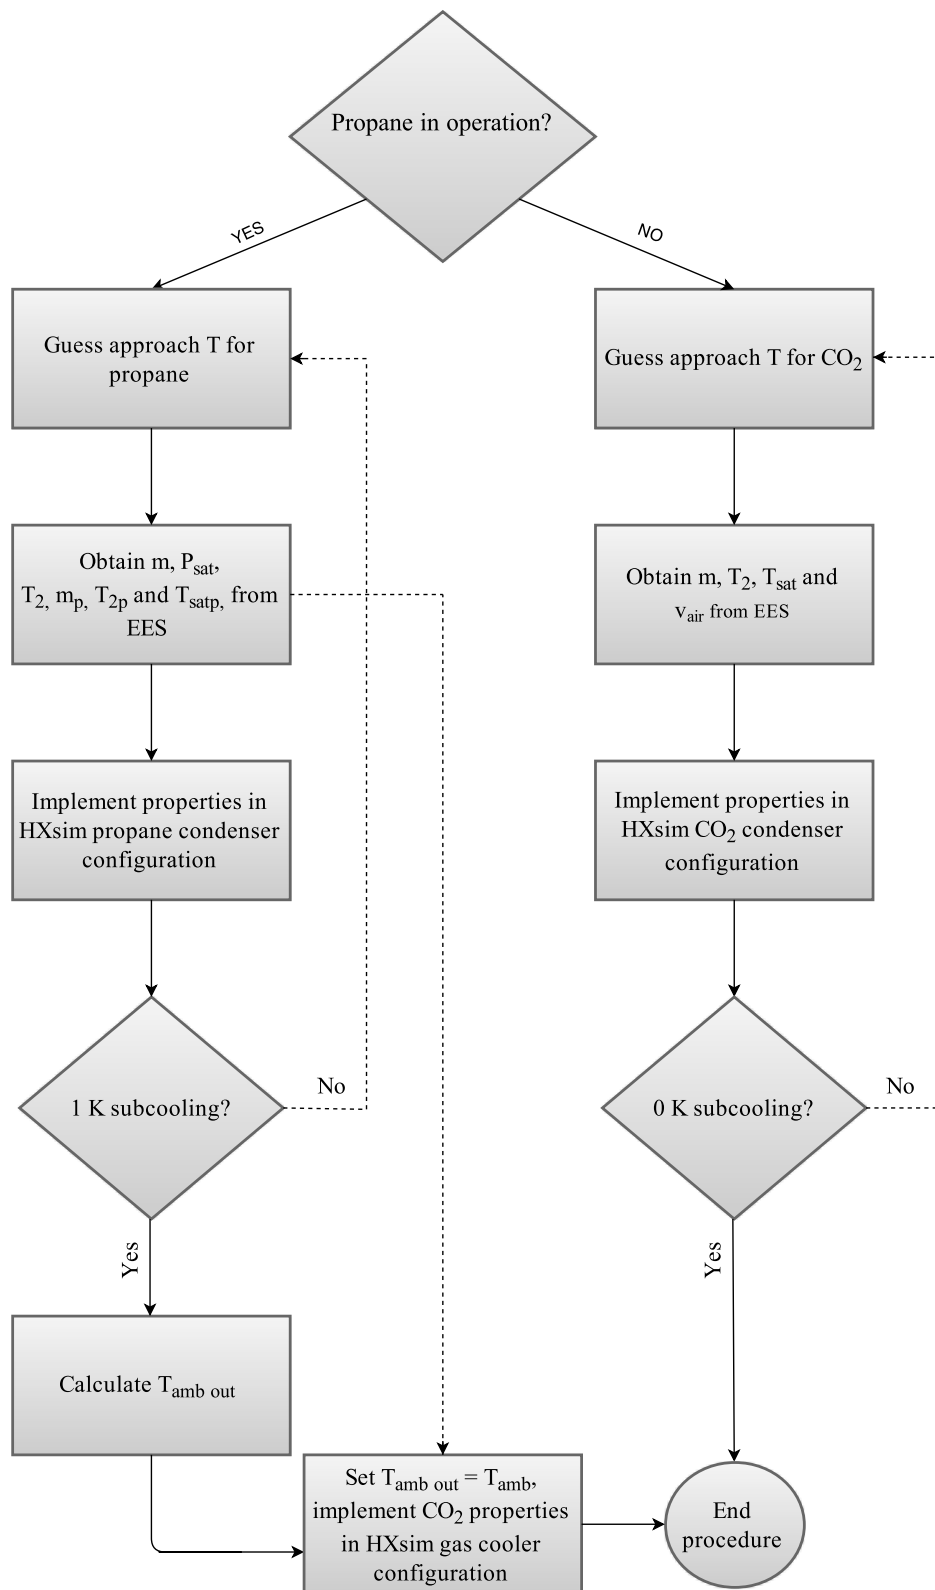 Propane in operation?
YES
NO
Guess approach T for
propane
Guess approach T for CO₂
Obtain m, Pₛₐₜ,
T₂, mₚ, T₂ₚ and Tₛₐₜₚ, from
EES
Obtain m, T₂, Tₛₐₜ and
vₐᵢᵣ from EES
Implement properties in
HXsim propane condenser
configuration
Implement properties in
HXsim CO₂ condenser
configuration
1 K subcooling?
No
0 K subcooling?
No
Yes
Yes
Calculate T amb out
Set T amb out = T amb,
implement CO₂ properties
in HXsim gas cooler
configuration
End
procedure